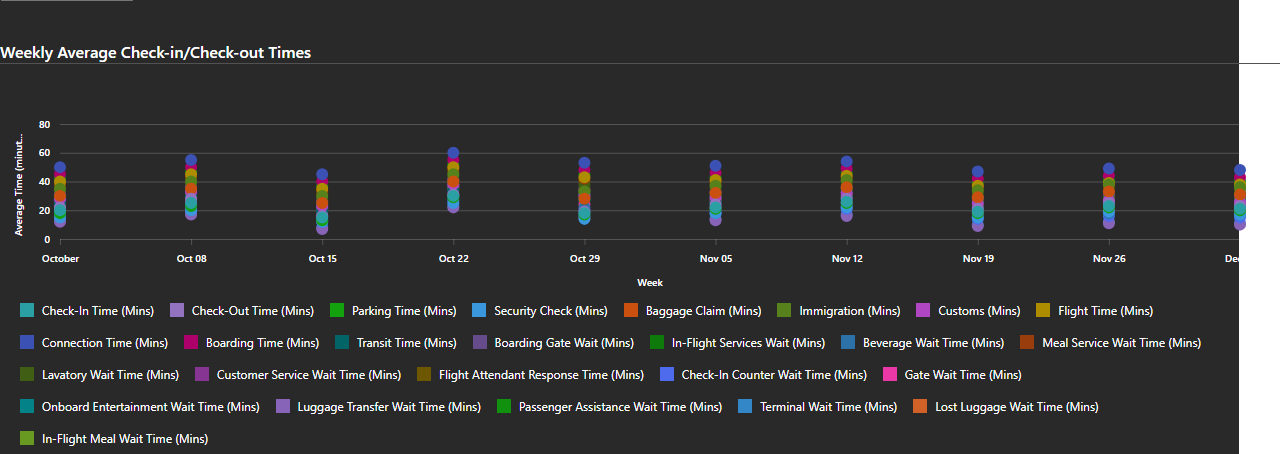 Weekly Average Check-in/Check-out Times
Average Time (minut...
80
60
40
20
0
October Oct 08 Oct 15 Oct 22 Oct 29 Nov 05 Nov 12 Nov 19 Nov 26 Dec
Week
Check-In Time (Mins) Check-Out Time (Mins) Parking Time (Mins) Security Check (Mins) Baggage Claim (Mins) Immigration (Mins) Customs (Mins) Flight Time (Mins)
Connection Time (Mins) Boarding Time (Mins) Transit Time (Mins) Boarding Gate Wait (Mins) In-Flight Services Wait (Mins) Beverage Wait Time (Mins) Meal Service Wait Time (Mins)
Lavatory Wait Time (Mins) Customer Service Wait Time (Mins) Flight Attendant Response Time (Mins) Check-In Counter Wait Time (Mins) Gate Wait Time (Mins)
Onboard Entertainment Wait Time (Mins) Luggage Transfer Wait Time (Mins) Passenger Assistance Wait Time (Mins) Terminal Wait Time (Mins) Lost Luggage Wait Time (Mins)
In-Flight Meal Wait Time (Mins)